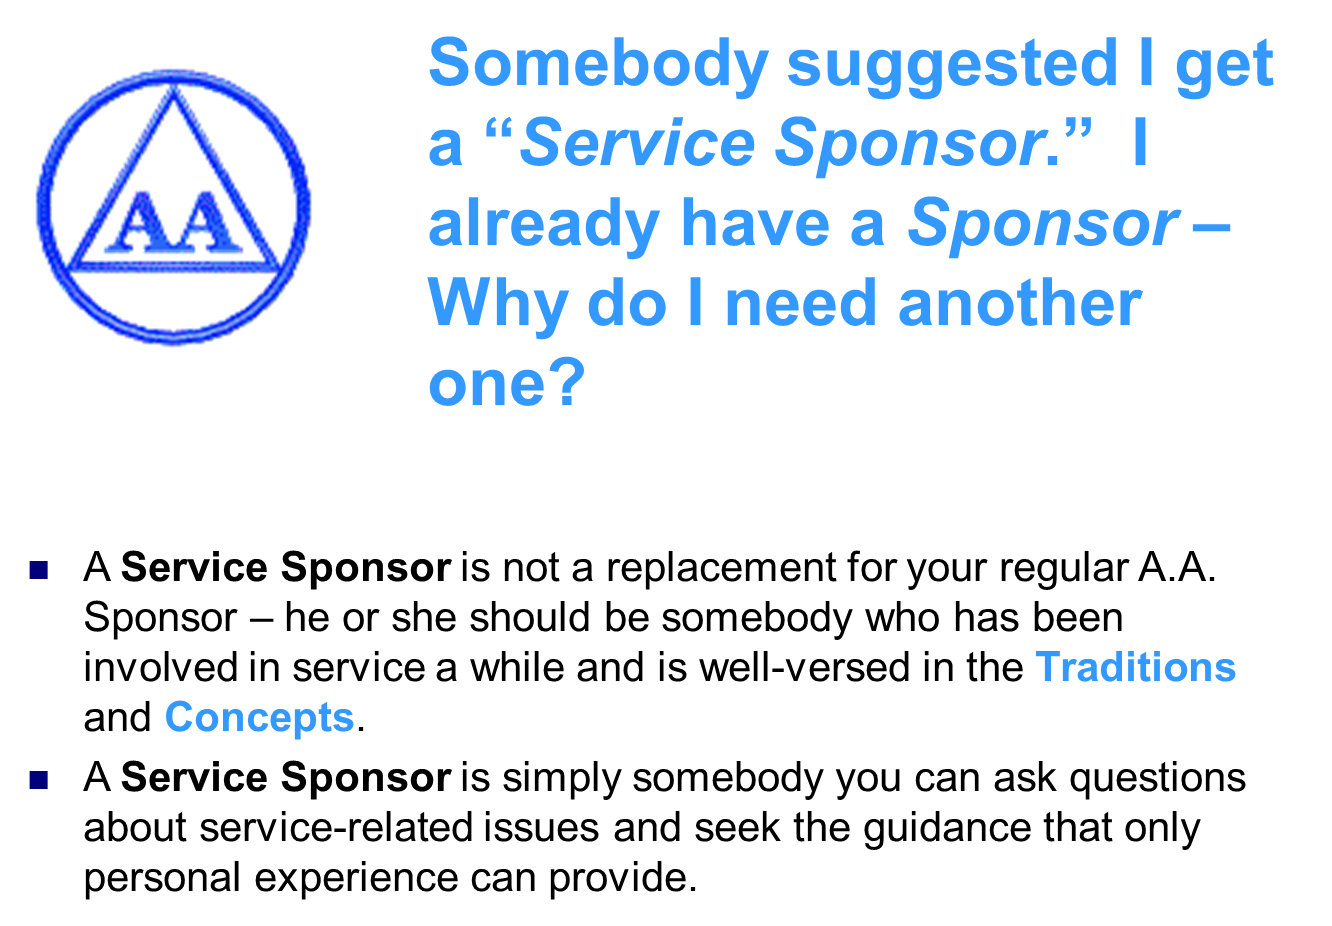 AA
Somebody suggested I get
a “Service Sponsor.”  I
already have a Sponsor –
Why do I need another
one?
A Service Sponsor is not a replacement for your regular A.A.
Sponsor – he or she should be somebody who has been
involved in service a while and is well-versed in the Traditions
and Concepts.
A Service Sponsor is simply somebody you can ask questions
about service-related issues and seek the guidance that only
personal experience can provide.